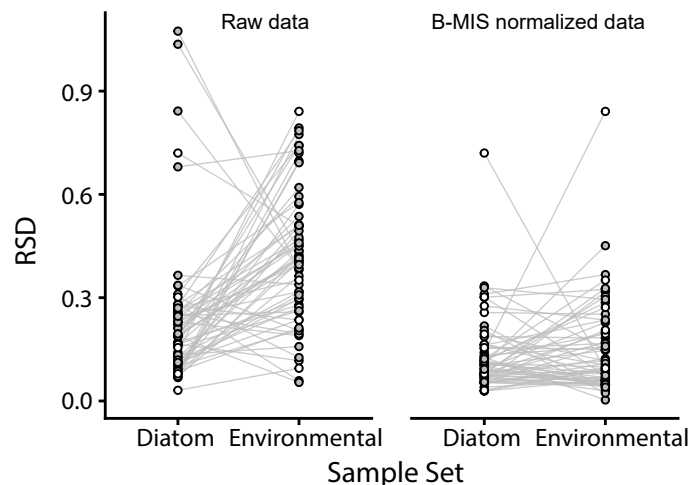 Raw data
B-MIS normalized data
RSD
0.9
0.6
0.3
0.0
Diatom Environmental
Diatom Environmental
Sample Set